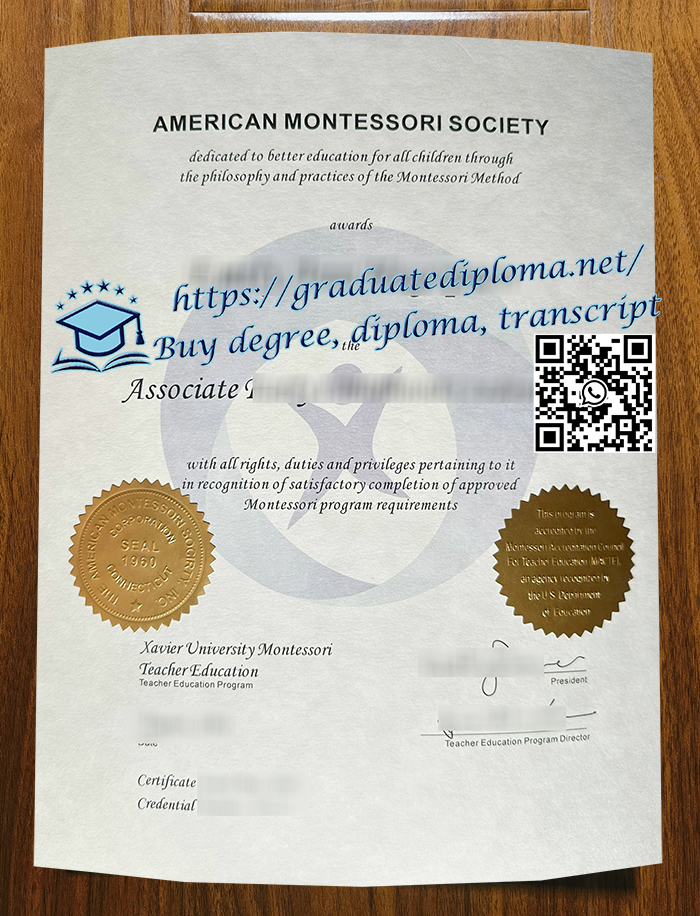 AMERICAN MONTESSORI SOCIETY
dedicated to better education for all children through
the philosophy and practices of the Montessori Method
awards
https://graduatediploma.net/
Buy degree, diploma, transcript
the
Associate
with all rights, duties and privileges pertaining to it
in recognition of satisfactory completion of approved
Montessori program requirements
THE AMERICAN MONTESSORI SOCIETY, INC.
CORPORATION
SEAL
1960
CONNECTICUT
This program is
accredited by the
Montessori Accreditation Council
For Teacher Education (MACTE),
an agency recognized by
the U.S. Department
of Education
Xavier University Montessori
Teacher Education
Teacher Education Program
President
Teacher Education Program Director
Date
Certificate
Credential